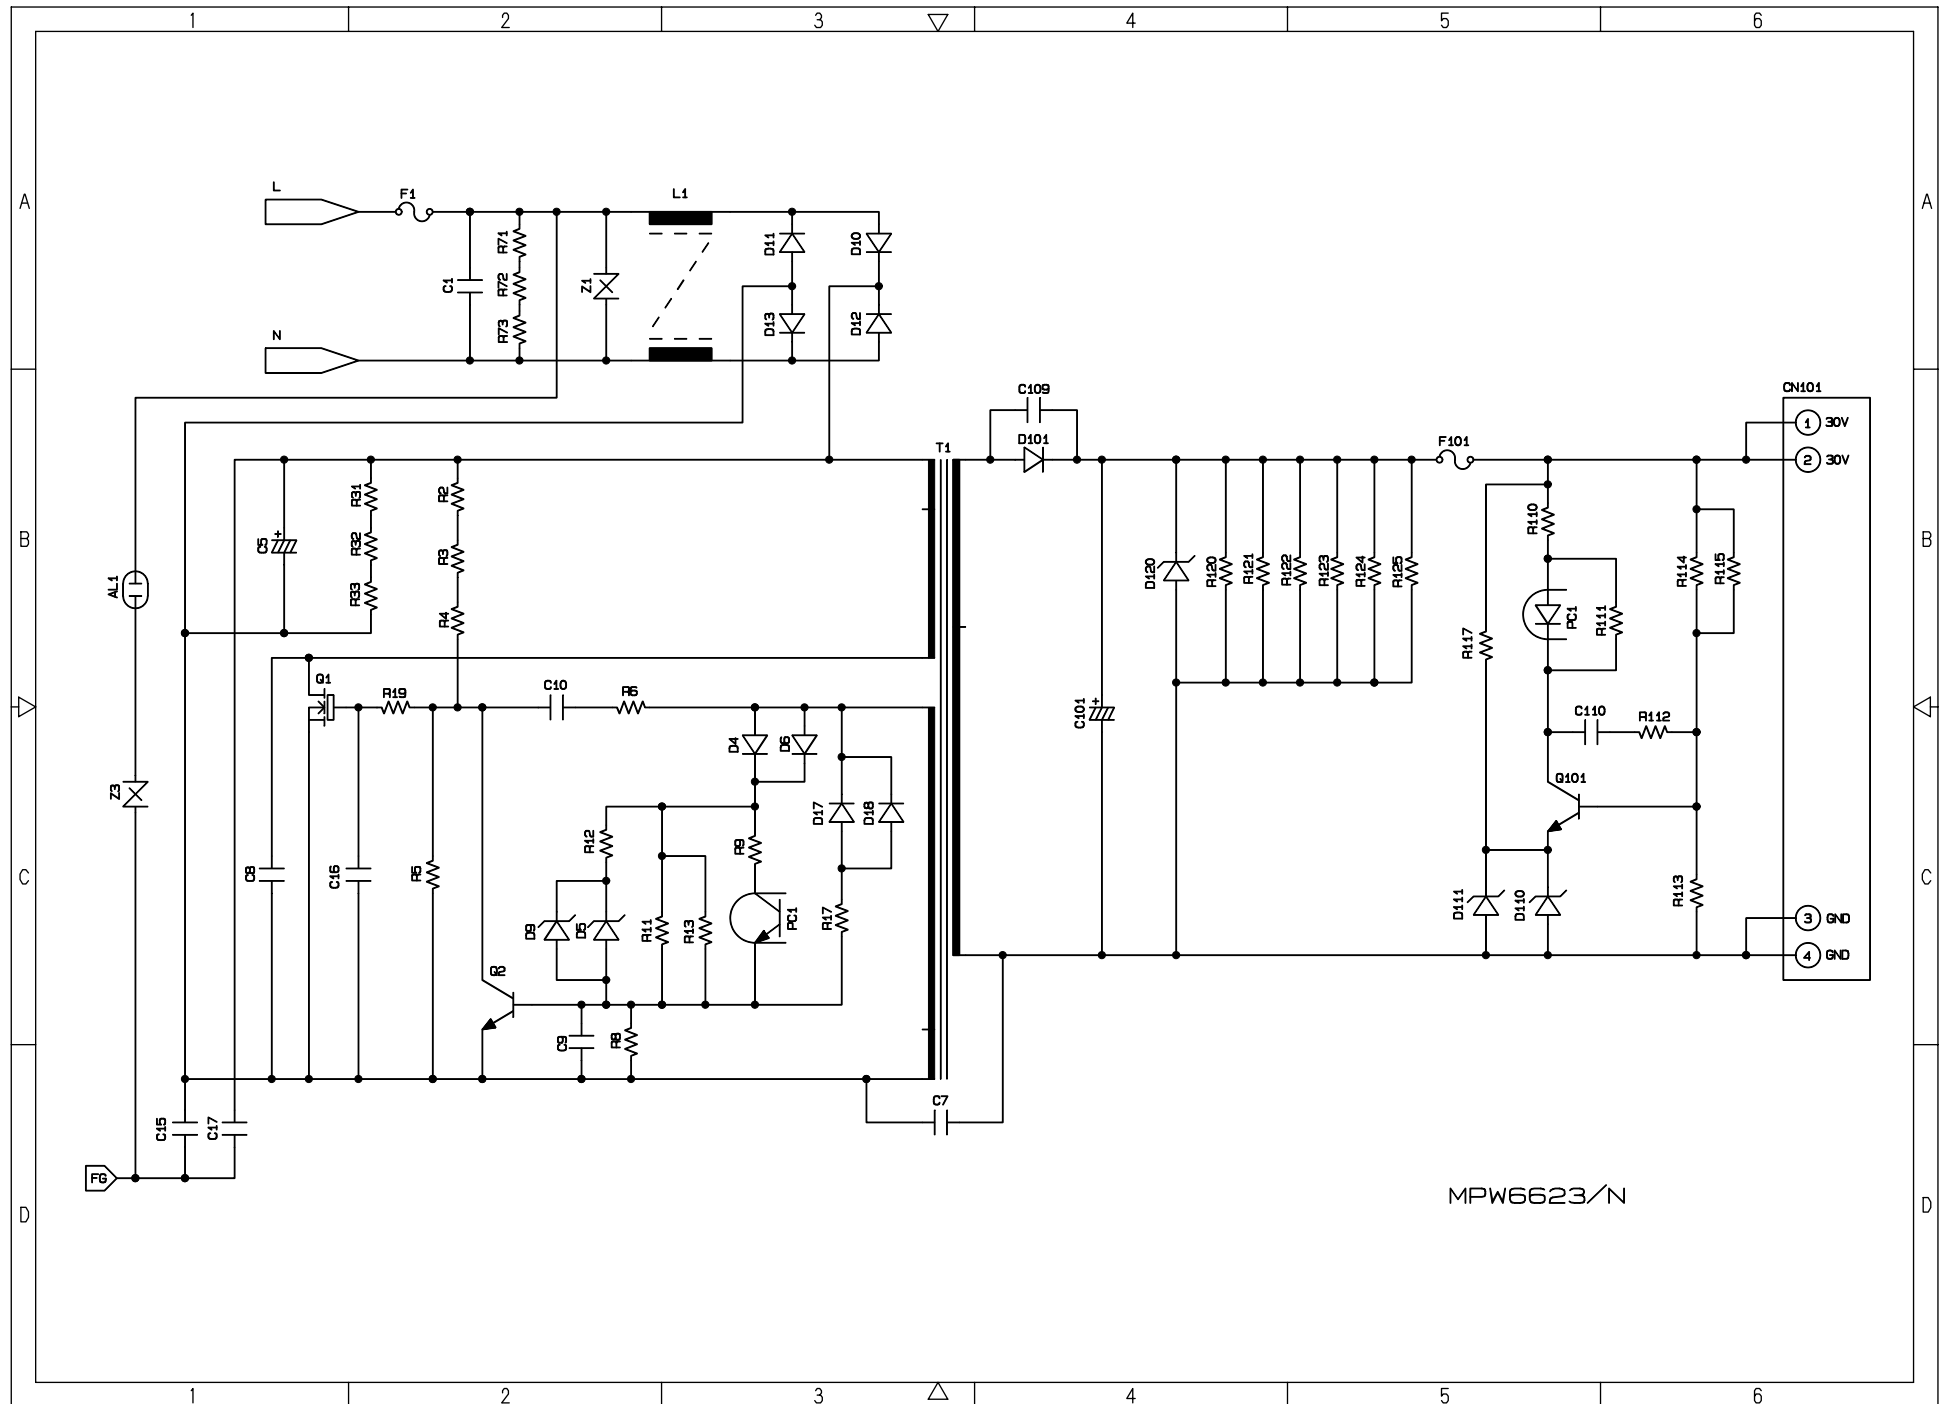 1 2 3 4 5 6
A A
L F1 L1
R71 D11 D10
C1 R72 Z1
R73 D13 D12
N
C109 CN101
1 30V
T1 D101 F101
2 30V
R31 R2 R110
B B
C5 R32 R3
D120 R120 R121 R122 R123 R124 R125 R114 R115
AL1 R33 R4
PC1 R111
R117
Q1 R19 C10 R6
C101 C110 R112
D4 D6
Z3 Q101
D17 D18
R12 R9
C C
C8 C16 R5
D111 D110 R113
D9 D5 R11 R13 PC1 R17
3 GND
4 GND
Q2
C9 R8
C7
C15 C17
FG
MPW6623/N
D D
1 2 3 4 5 6